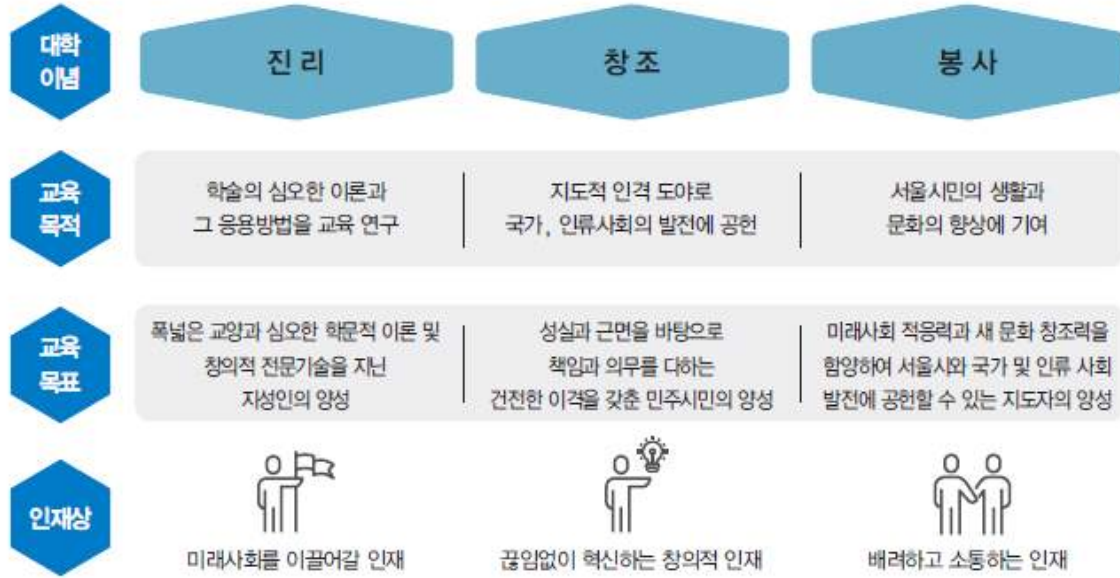 대학
이념
진 리
창 조
봉 사
교육
목적
학술의 심오한 이론과
그 응용방법을 교육 연구
지도적 인격 도야로
국가, 인류사회의 발전에 공헌
서울시민의 생활과
문화의 향상에 기여
교육
목표
폭넓은 교양과 심오한 학문적 이론 및
창의적 전문기술을 지닌
지성인의 양성
성실과 근면을 바탕으로
책임과 의무를 다하는
건전한 이격을 갖춘 민주시민의 양성
미래사회 적응력과 새 문화 창조력을
함양하여 서울시와 국가 및 인류 사회
발전에 공헌할 수 있는 지도자의 양성
인재상
미래사회를 이끌어갈 인재
끊임없이 혁신하는 창의적 인재
배려하고 소통하는 인재